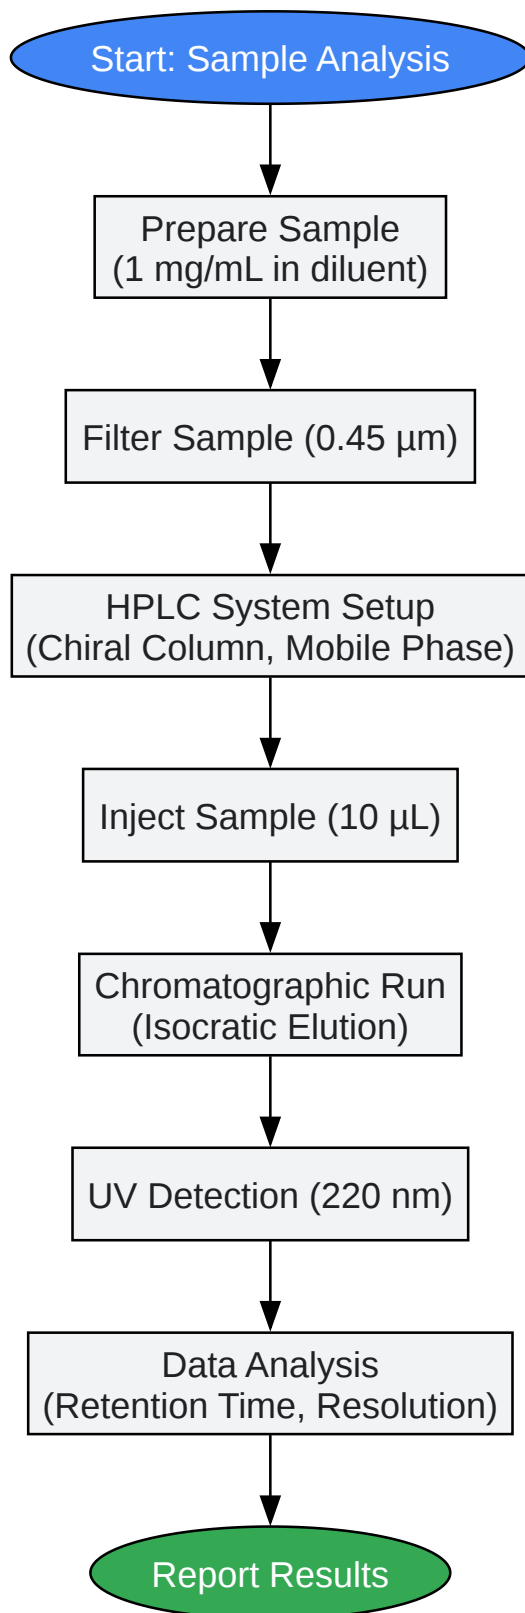 Start: Sample Analysis
Prepare Sample
(1 mg/mL in diluent)
Filter Sample (0.45 µm)
HPLC System Setup
(Chiral Column, Mobile Phase)
Inject Sample (10 µL)
Chromatographic Run
(Isocratic Elution)
UV Detection (220 nm)
Data Analysis
(Retention Time, Resolution)
Report Results